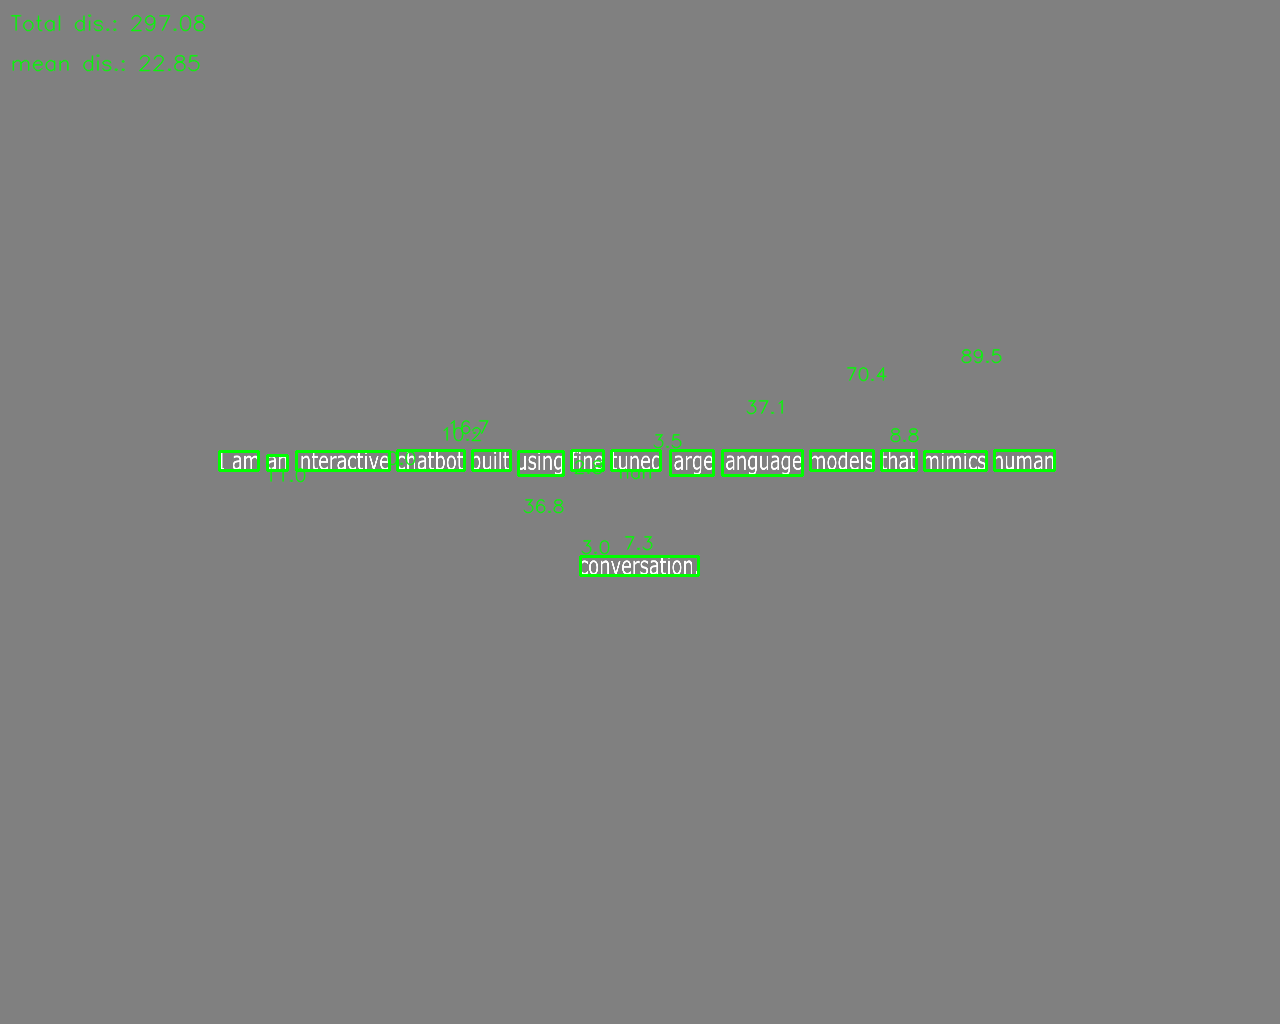 Total dis.: 297.08
mean dis.: 22.85
89.5
70.4
37.1
16.7
10.2
3.5
8.8
I am an interactive chatbot built using fine tuned large language models that mimics human
11.0
nan
36.8
3.0 7.3
conversation.